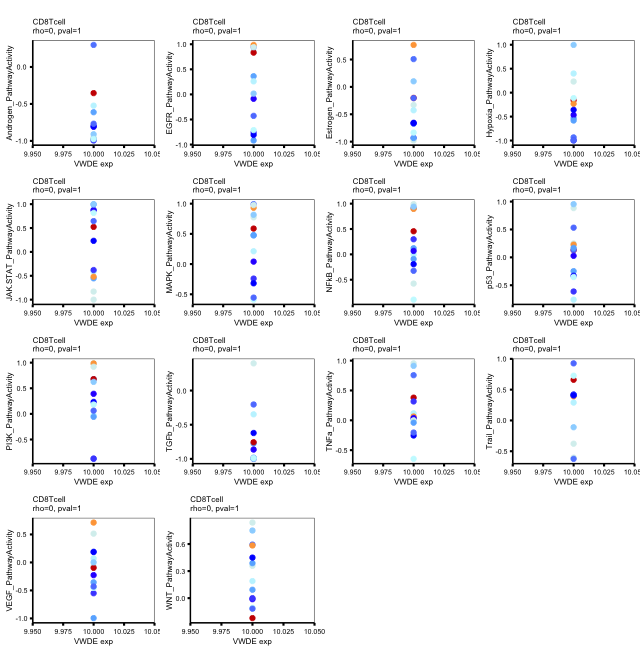 CD8Tcell
rho=0, pval=1
Androgen_PathwayActivity
0.0
-0.5
-1.0
9.950 9.975 10.000 10.025 10.05
VWDE exp
CD8Tcell
rho=0, pval=1
EGFR_PathwayActivity
1.0
0.5
0.0
-0.5
-1.0
9.950 9.975 10.000 10.025 10.05
VWDE exp
CD8Tcell
rho=0, pval=1
Estrogen_PathwayActivity
0.5
0.0
-0.5
-1.0
9.950 9.975 10.000 10.025 10.05
VWDE exp
CD8Tcell
rho=0, pval=1
Hypoxia_PathwayActivity
1.0
0.5
0.0
-0.5
-1.0
9.950 9.975 10.000 10.025 10.05
VWDE exp
CD8Tcell
rho=0, pval=1
JAK.STAT_PathwayActivity
1.0
0.5
0.0
-0.5
-1.0
9.950 9.975 10.000 10.025 10.05
VWDE exp
CD8Tcell
rho=0, pval=1
MAPK_PathwayActivity
1.0
0.5
0.0
-0.5
9.950 9.975 10.000 10.025 10.05
VWDE exp
CD8Tcell
rho=0, pval=1
NFkB_PathwayActivity
1.0
0.5
0.0
-0.5
9.950 9.975 10.000 10.025 10.05
VWDE exp
CD8Tcell
rho=0, pval=1
p53_PathwayActivity
1.0
0.5
0.0
-0.5
9.950 9.975 10.000 10.025 10.05
VWDE exp
CD8Tcell
rho=0, pval=1
PI3K_PathwayActivity
1.0
0.5
0.0
-0.5
9.950 9.975 10.000 10.025 10.05
VWDE exp
CD8Tcell
rho=0, pval=1
TGFb_PathwayActivity
0.0
-0.5
-1.0
9.950 9.975 10.000 10.025 10.05
VWDE exp
CD8Tcell
rho=0, pval=1
TNFa_PathwayActivity
1.0
0.5
0.0
-0.5
9.950 9.975 10.000 10.025 10.05
VWDE exp
CD8Tcell
rho=0, pval=1
Trail_PathwayActivity
1.0
0.5
0.0
-0.5
9.950 9.975 10.000 10.025 10.05
VWDE exp
CD8Tcell
rho=0, pval=1
VEGF_PathwayActivity
0.5
0.0
-0.5
-1.0
9.950 9.975 10.000 10.025 10.05
VWDE exp
CD8Tcell
rho=0, pval=1
WNT_PathwayActivity
0.6
0.3
0.0
9.950 9.975 10.000 10.025 10.050
VWDE exp